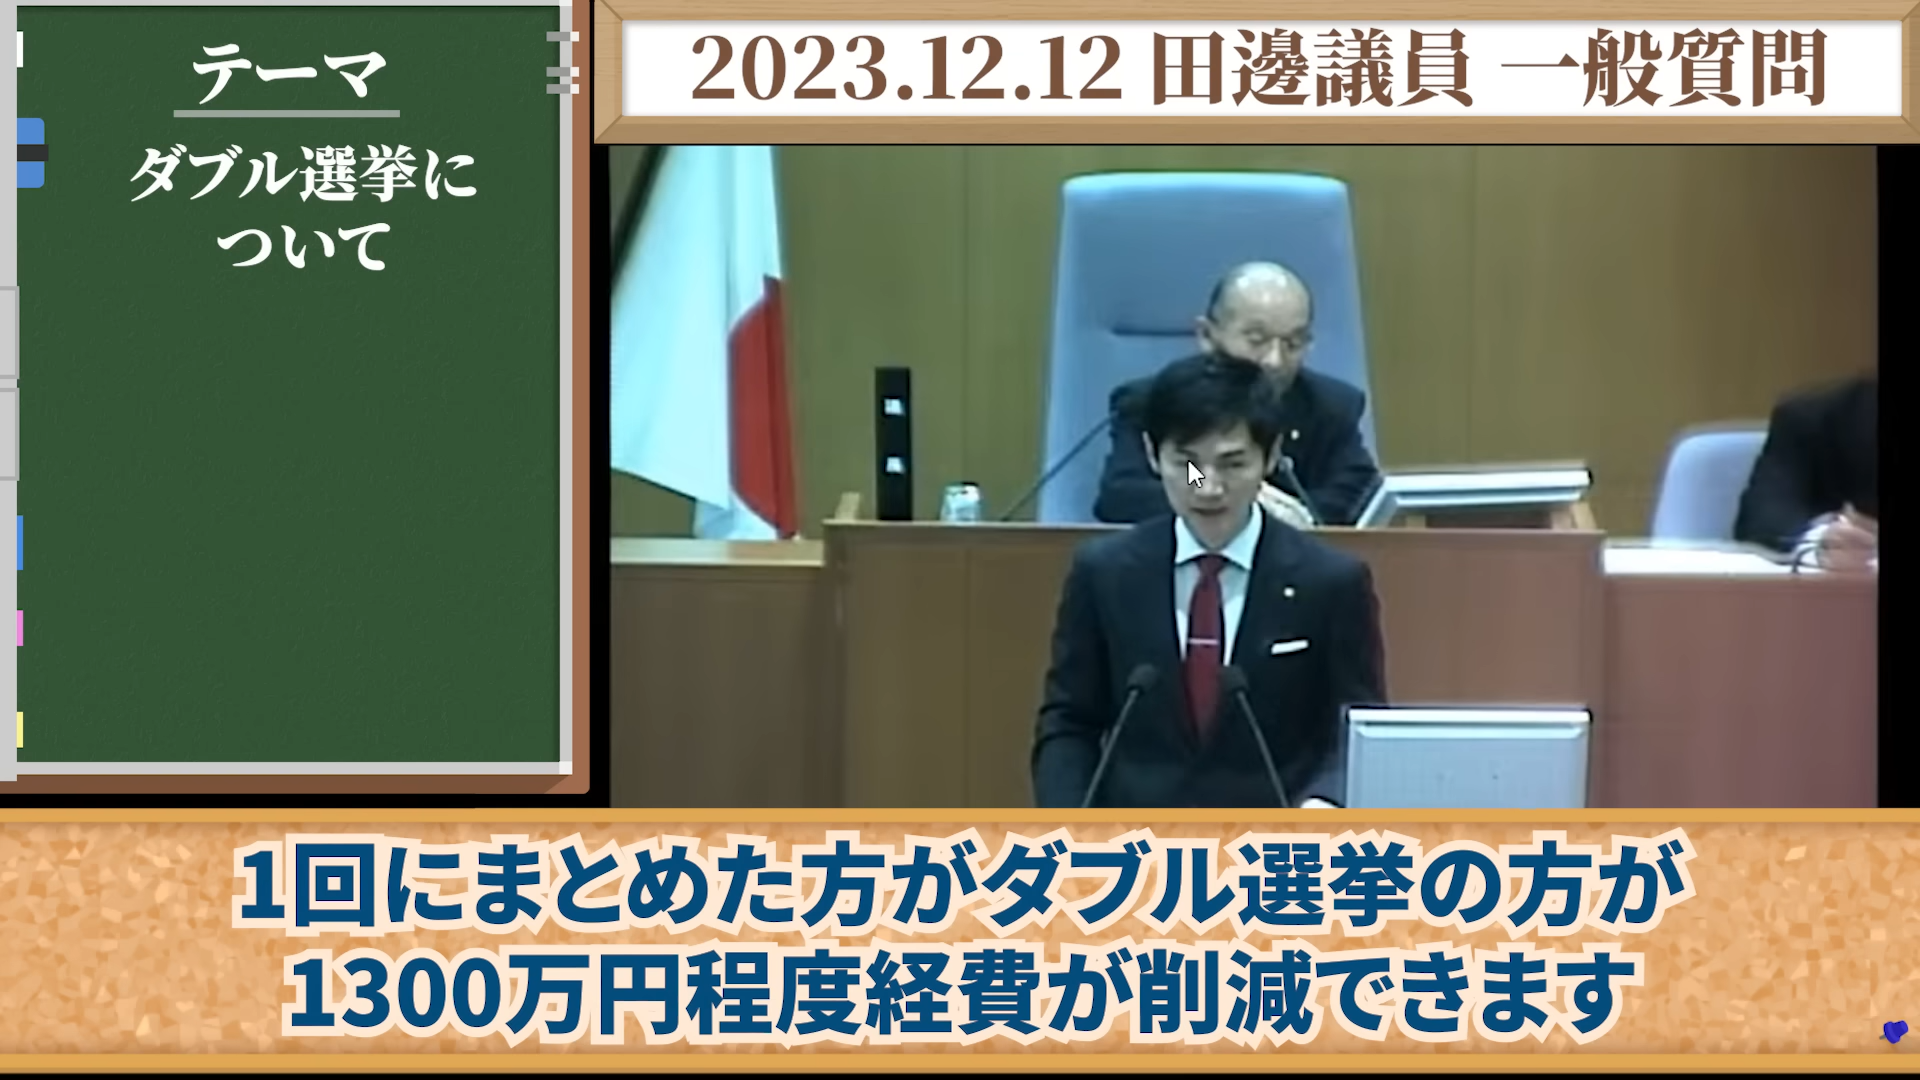 テーマ
ダブル選挙に
ついて
2023.12.12 田邊議員 一般質問
1回にまとめた方がダブル選挙の方が
1300万円程度経費が削減できます